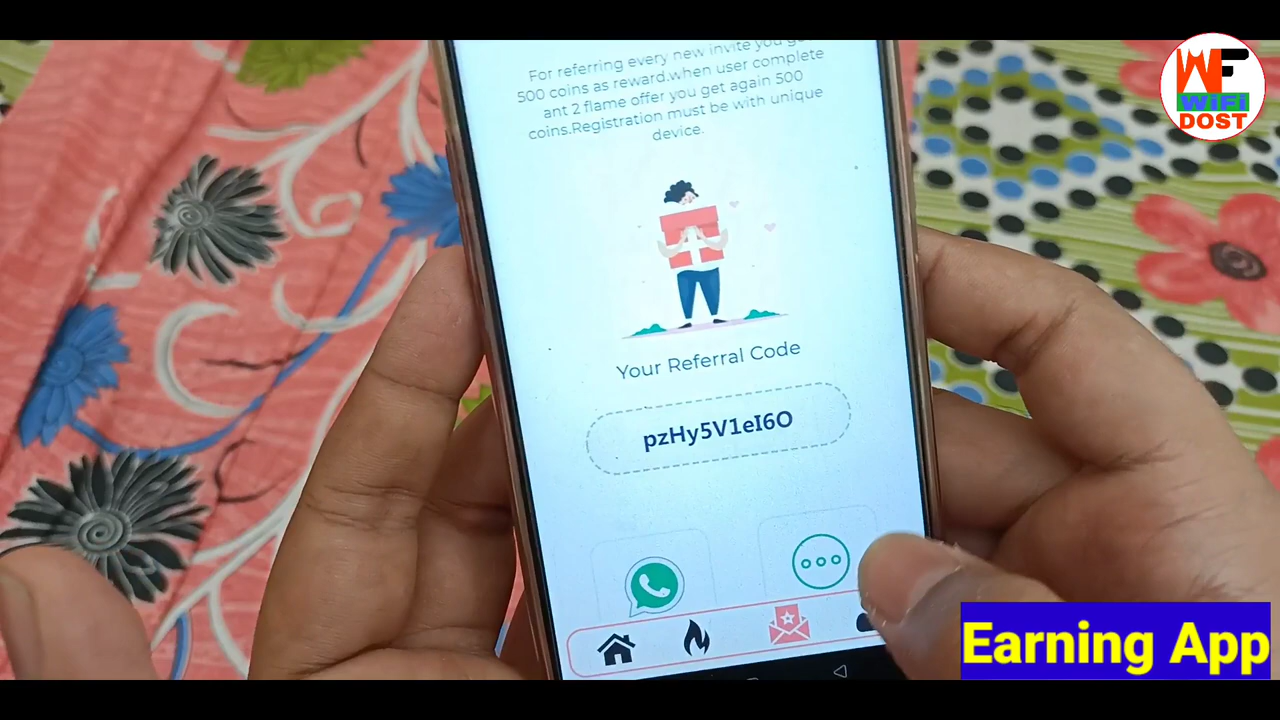 For referring every new invite you
500 coins as reward.when user complete
ant 2 flame offer you get again 500
coins.Registration must be with unique
device.
Your Referral Code
pzHy5V1eI6O
WF
WiFi
DOST
Earning App